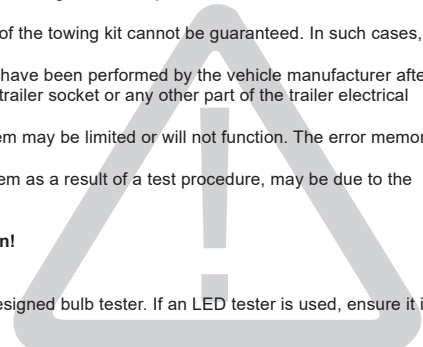 of the towing kit cannot be guaranteed. In such cases,
have been performed by the vehicle manufacturer afte
trailer socket or any other part of the trailer electrical
em may be limited or will not function. The error memor
em as a result of a test procedure, may be due to the
n!
esigned bulb tester. If an LED tester is used, ensure it i